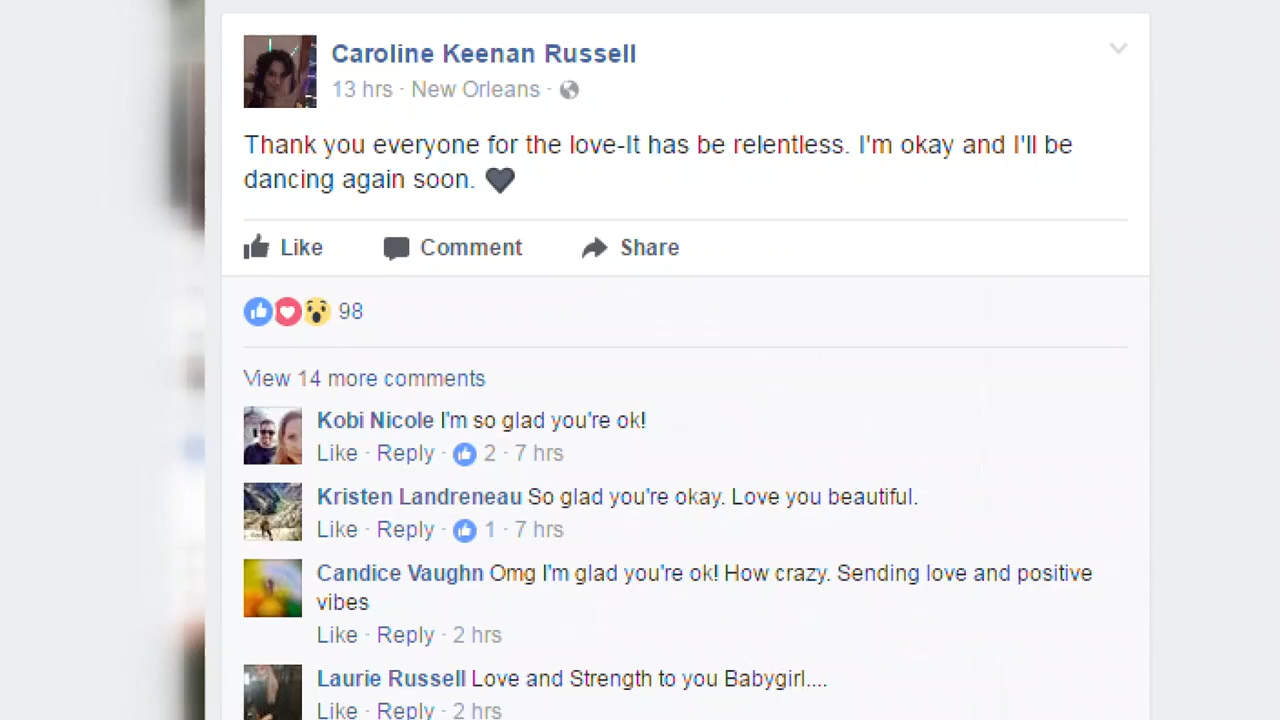 Caroline Keenan Russell
13 hrs · New Orleans ·
Thank you everyone for the love-It has be relentless. I'm okay and I'll be
dancing again soon. 🖤
Like Comment Share
98
View 14 more comments
Kobi Nicole I'm so glad you're ok!
Like · Reply · 2 · 7 hrs
Kristen Landreneau So glad you're okay. Love you beautiful.
Like · Reply · 1 · 7 hrs
Candice Vaughn Omg I'm glad you're ok! How crazy. Sending love and positive
vibes
Like · Reply · 2 hrs
Laurie Russell Love and Strength to you Babygirl....
Like · Reply · 2 hrs